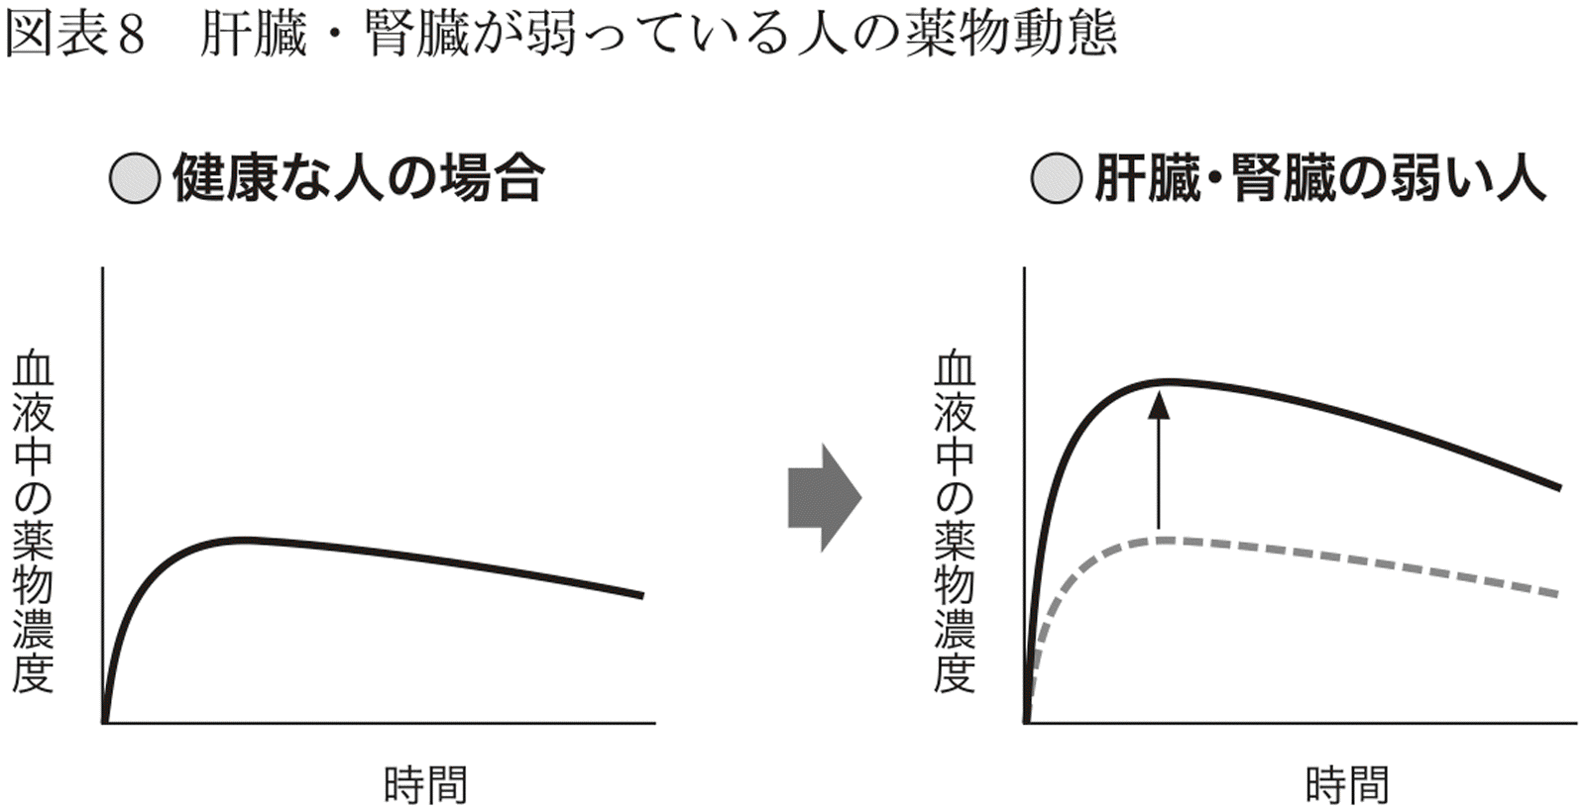 図表8　肝臓・腎臓が弱っている人の薬物動態
健康な人の場合
血液中の薬物濃度
時間
肝臓・腎臓の弱い人
血液中の薬物濃度
時間